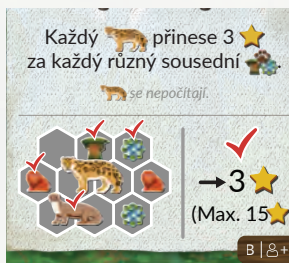 Každý přinese 3
za každý různý sousední .
se nepočítají.
3
(Max. 15
B | +